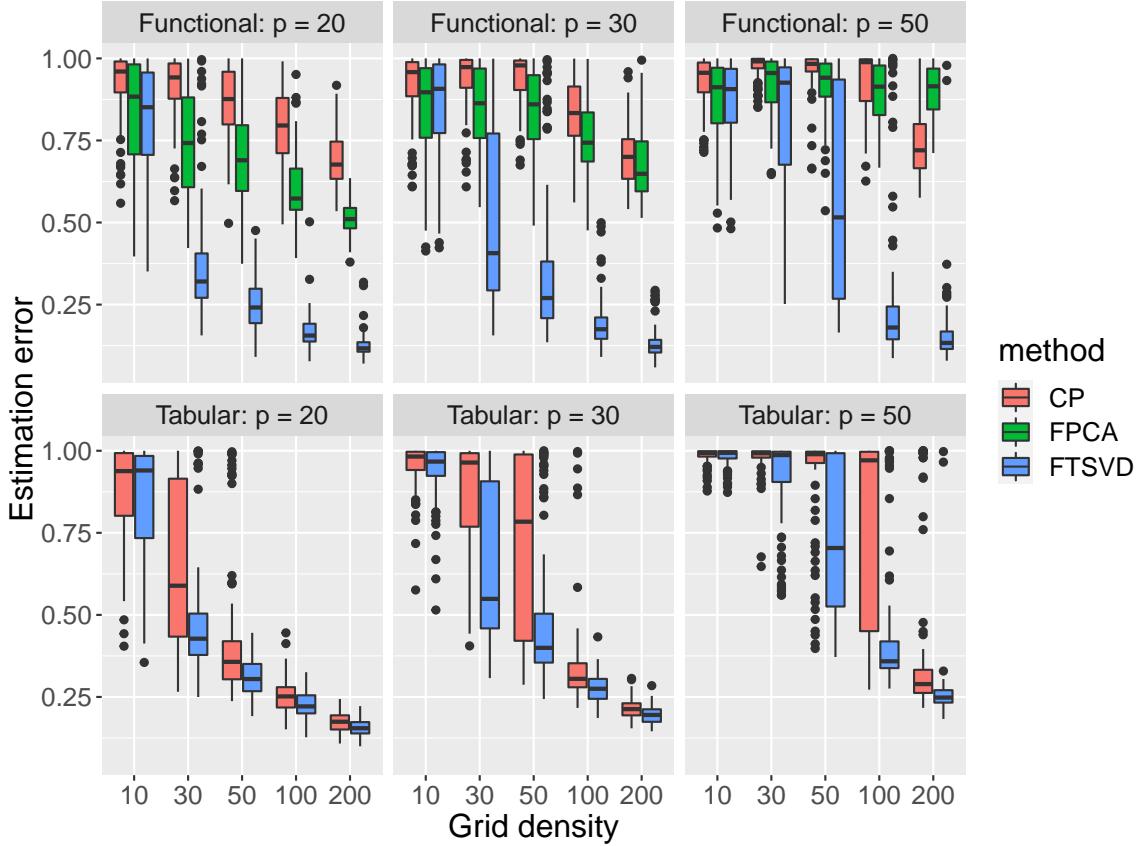 Functional: p = 20
Functional: p = 30
Functional: p = 50
1.00
0.75
0.50
0.25
Tabular: p = 20
Tabular: p = 30
Tabular: p = 50
1.00
0.75
0.50
0.25
10 30 50 100 200
10 30 50 100 200
10 30 50 100 200
Grid density
Estimation error
method
CP
FPCA
FTSVD